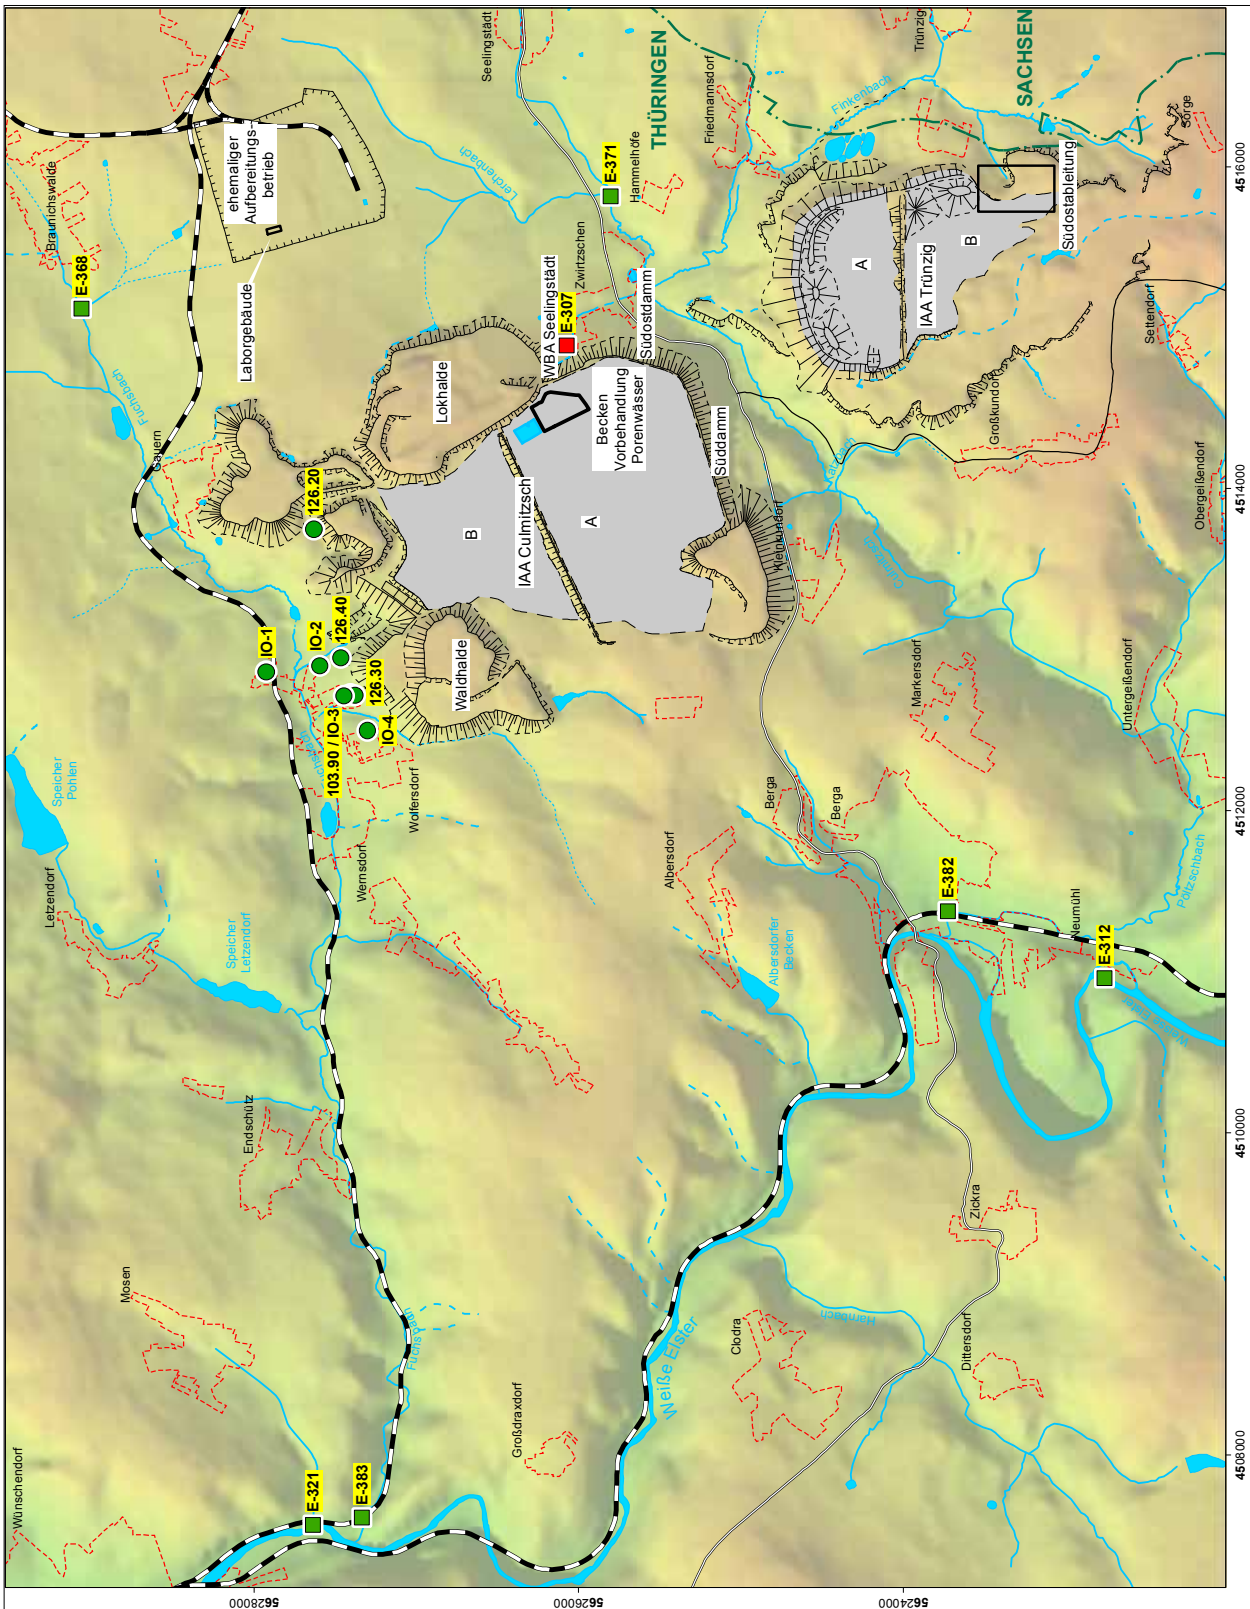 Wünschendorf
E-321
E-383
Mosen
Fuchsbach
Großdraxdorf
Weiße Elster
Clodra
Harnbach
Dittersdorf
Zickra
Endschütz
Letzendorf
Speicher
Letzendorf
Speicher
Pohlen
Wernsdorf
Wolfersdorf
Albersdorf
Albersdorfer
Becken
Berga
Berga
E-382
Neumühl
E-312
Weiße Elster
Pöltzschbach
Untergeißendorf
Markersdorf
Obergeißendorf
IO-1
IO-2
126.40
126.30
103.90 / IO-3
IO-4
126.20
Waldhalde
Gauern
Fuchsbach
E-368
Braunichswalde
Laborgebäude
ehemaliger
Aufbereitungs-
betrieb
Lokhalde
B
IAA Culmitzsch
A
Becken
Vorbehandlung
Porenwässer
WBA Seelingstädt
E-307
Zwirtzschen
Südostdamm
Süddamm
Kleinkundorf
Katzbach
Culmitzsch
Großkundorf
Settendorf
Lerchenbach
Seelingstädt
E-371
Hammelhöfe
THÜRINGEN
SACHSEN
Friedmannsdorf
Finkenbach
Trünzig
Sorge
A
IAA Trünzig
B
Südostableitung
4508000
4510000
4512000
4514000
4516000
5628000
5626000
5624000